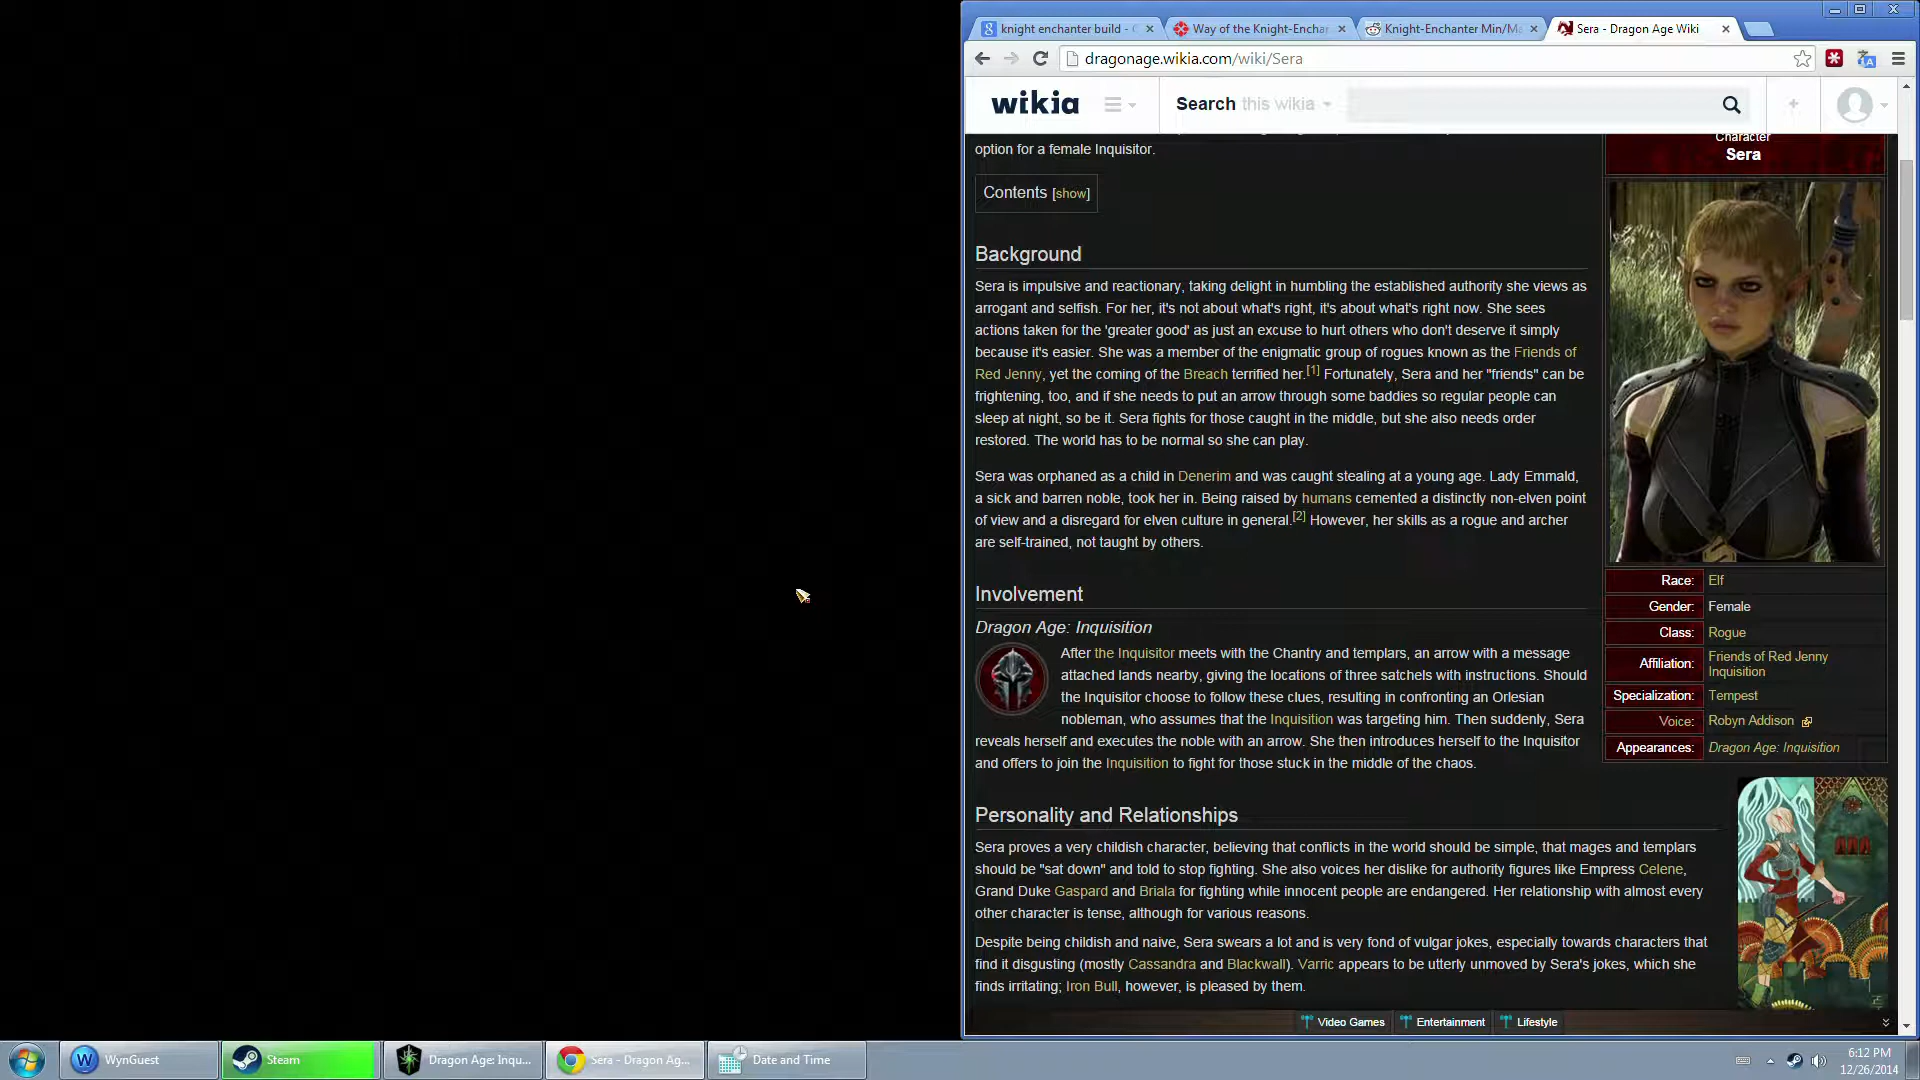 knight enchanter build -
Way of the Knight-Enchan
Knight-Enchanter Min/Ma
Sera - Dragon Age Wiki
dragonage.wikia.com/wiki/Sera
wikia
Search this wikia
option for a female Inquisitor.
Contents [show]
Character
Sera
Background
Sera is impulsive and reactionary, taking delight in humbling the established authority she views as
arrogant and selfish. For her, it's not about what's right, it's about what's right now. She sees
actions taken for the 'greater good' as just an excuse to hurt others who don't deserve it simply
because it's easier. She was a member of the enigmatic group of rogues known as the Friends of
Red Jenny, yet the coming of the Breach terrified her.[1] Fortunately, Sera and her "friends" can be
frightening, too, and if she needs to put an arrow through some baddies so regular people can
sleep at night, so be it. Sera fights for those caught in the middle, but she also needs order
restored. The world has to be normal so she can play.
Sera was orphaned as a child in Denerim and was caught stealing at a young age. Lady Emmald,
a sick and barren noble, took her in. Being raised by humans cemented a distinctly non-elven point
of view and a disregard for elven culture in general.[2] However, her skills as a rogue and archer
are self-trained, not taught by others.
Race: Elf
Gender: Female
Class: Rogue
Affiliation: Friends of Red Jenny
Inquisition
Specialization: Tempest
Voice: Robyn Addison
Appearances: Dragon Age: Inquisition
Involvement
Dragon Age: Inquisition
After the Inquisitor meets with the Chantry and templars, an arrow with a message
attached lands nearby, giving the locations of three satchels with instructions. Should
the Inquisitor choose to follow these clues, resulting in confronting an Orlesian
nobleman, who assumes that the Inquisition was targeting him. Then suddenly, Sera
reveals herself and executes the noble with an arrow. She then introduces herself to the Inquisitor
and offers to join the Inquisition to fight for those stuck in the middle of the chaos.
Personality and Relationships
Sera proves a very childish character, believing that conflicts in the world should be simple, that mages and templars
should be "sat down" and told to stop fighting. She also voices her dislike for authority figures like Empress Celene,
Grand Duke Gaspard and Briala for fighting while innocent people are endangered. Her relationship with almost every
other character is tense, although for various reasons.
Despite being childish and naive, Sera swears a lot and is very fond of vulgar jokes, especially towards characters that
find it disgusting (mostly Cassandra and Blackwall). Varric appears to be utterly unmoved by Sera's jokes, which she
finds irritating; Iron Bull, however, is pleased by them.
Video Games
Entertainment
Lifestyle
WynGuest
Steam
Dragon Age: Inqu...
Sera - Dragon Ag...
Date and Time
6:12 PM
12/26/2014